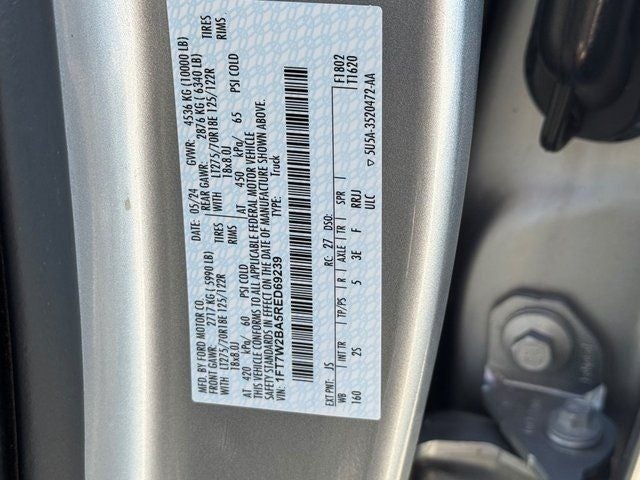 MFD. BY FORD MOTOR CO.
DATE: 05/24 GVWR: 4536 KG (10000 LB)
FRONT GAWR: 2717 KG (5990 LB) REAR GAWR: 2876 KG (6340 LB)
WITH LT275/70R18E 125/122R TIRES WITH LT275/70R18E 125/122R TIRES
18x8.0J RIMS 18x8.0J RIMS
AT 420 kPa/ 60 PSI COLD AT 450 kPa/ 65 PSI COLD
THIS VEHICLE CONFORMS TO ALL APPLICABLE FEDERAL MOTOR VEHICLE
SAFETY STANDARDS IN EFFECT ON THE DATE OF MANUFACTURE SHOWN ABOVE.
VIN: 1FT7W2BA5RED69239 TYPE: Truck
F1802
T1620
EXT PNT: JS RC: 27 DSO:
WB INT TR TP/PS R AXLE TR SPR
160 2S 5 3E F RRJJ
ULC
5U5A-3520472-AA